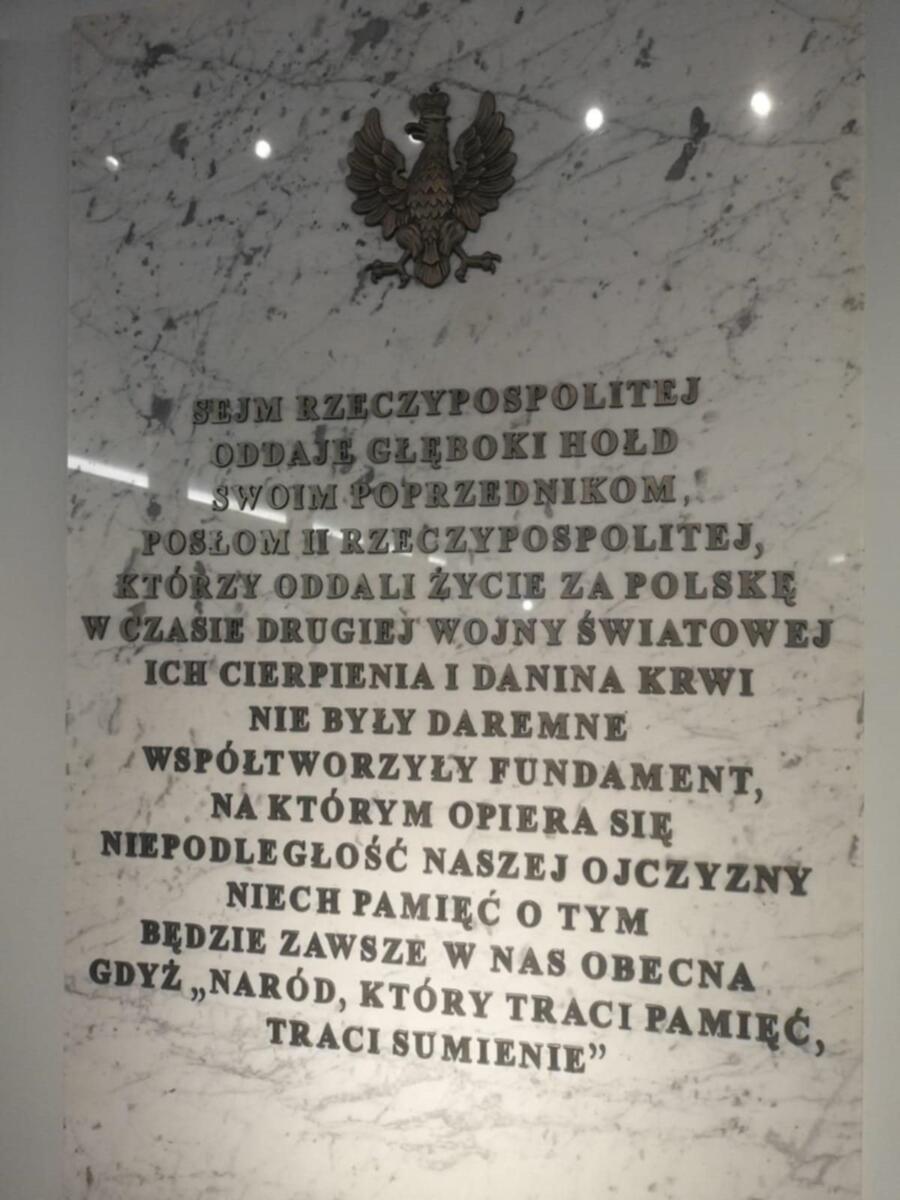 SEJM RZECZYPOSPOLITEJ
ODDAJE GŁĘBOKI HOŁD
SWOIM POPRZEDNIKOM,
POSŁOM II RZECZYPOSPOLITEJ,
KTÓRZY ODDALI ŻYCIE ZA POLSKĘ
W CZASIE DRUGIEJ WOJNY ŚWIATOWEJ
ICH CIERPIENIA I DANINA KRWI
NIE BYŁY DAREMNE
WSPÓŁTWORZYŁY FUNDAMENT,
NA KTÓRYM OPIERA SIĘ
NIEPODLEGŁOŚĆ NASZEJ OJCZYZNY
NIECH PAMIĘĆ O TYM
BĘDZIE ZAWSZE W NAS OBECNA
GDYŻ „NARÓD, KTÓRY TRACI PAMIĘĆ,
TRACI SUMIENIE”